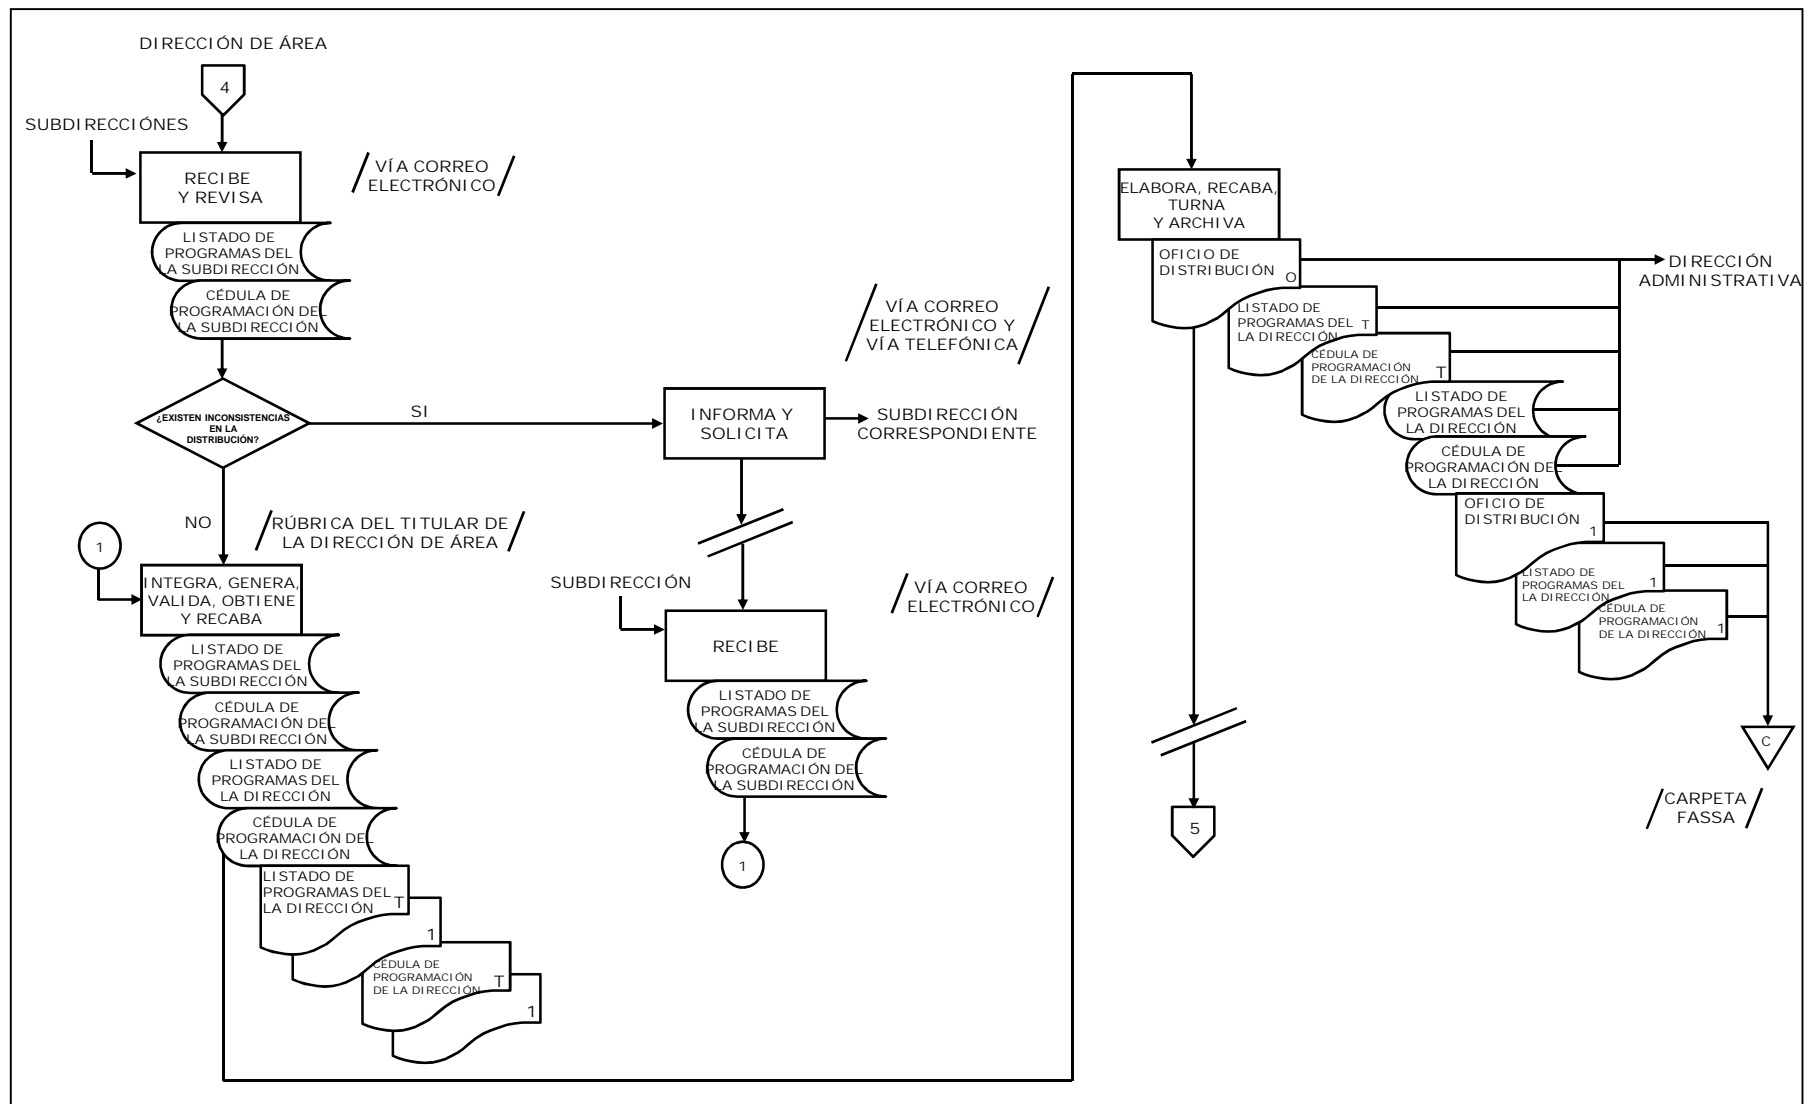 DIRECCIÓN DE ÁREA
4
SUBDIRECCIÓNES
RECIBE
Y REVISA
VÍA CORREO
ELECTRÓNICO
LISTADO DE
PROGRAMAS DEL
LA SUBDIRECCIÓN
CÉDULA DE
PROGRAMACIÓN DEL
LA SUBDIRECCIÓN
¿EXISTEN INCONSISTENCIAS
EN LA
DISTRIBUCIÓN?
SI
NO
VÍA CORREO
ELECTRÓNICO Y
VÍA TELEFÓNICA
INFORMA Y
SOLICITA
SUBDIRECCIÓN
CORRESPONDIENTE
1
RÚBRICA DEL TITULAR DE
LA DIRECCIÓN DE ÁREA
INTEGRA, GENERA,
VALIDA, OBTIENE
Y RECABA
LISTADO DE
PROGRAMAS DEL
LA SUBDIRECCIÓN
CÉDULA DE
PROGRAMACIÓN DEL
LA SUBDIRECCIÓN
LISTADO DE
PROGRAMAS DEL
LA DIRECCIÓN
CÉDULA DE
PROGRAMACIÓN DEL
LA DIRECCIÓN
LISTADO DE
PROGRAMAS DEL
LA DIRECCIÓN
T
1
CÉDULA DE
PROGRAMACIÓN
DE LA DIRECCIÓN
T
1
SUBDIRECCIÓN
VÍA CORREO
ELECTRÓNICO
RECIBE
LISTADO DE
PROGRAMAS DEL
LA SUBDIRECCIÓN
CÉDULA DE
PROGRAMACIÓN DEL
LA SUBDIRECCIÓN
1
ELABORA, RECABA,
TURNA
Y ARCHIVA
OFICIO DE
DISTRIBUCIÓN
O
DIRECCIÓN
ADMINISTRATIVA
LISTADO DE
PROGRAMAS DEL
LA DIRECCIÓN
T
CÉDULA DE
PROGRAMACIÓN
DE LA DIRECCIÓN
T
LISTADO DE
PROGRAMAS DEL
LA DIRECCIÓN
CÉDULA DE
PROGRAMACIÓN DEL
LA DIRECCIÓN
OFICIO DE
DISTRIBUCIÓN
1
LISTADO DE
PROGRAMAS DEL
LA DIRECCIÓN
1
CÉDULA DE
PROGRAMACIÓN
DE LA DIRECCIÓN
1
C
CARPETA
FASSA
5